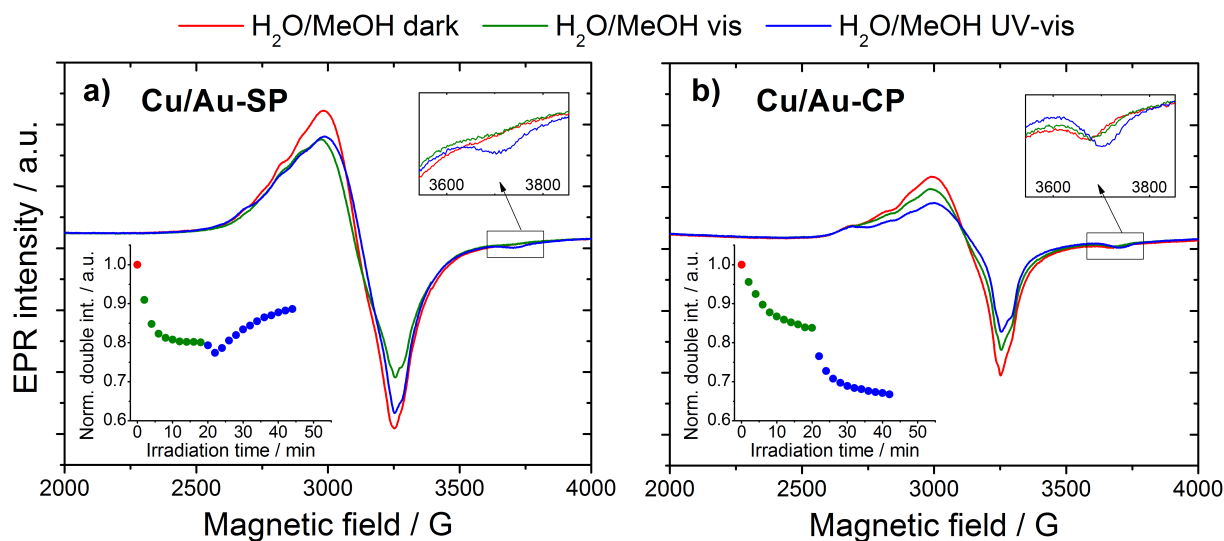 H₂O/MeOH dark H₂O/MeOH vis H₂O/MeOH UV-vis
EPR intensity / a.u.
a) Cu/Au-SP
3600 3800
Norm. double int. / a.u.
1.0
0.9
0.8
0.7
0.6
0 10 20 30 40 50
Irradiation time / min
2000 2500 3000 3500 4000
Magnetic field / G
b) Cu/Au-CP
3600 3800
Norm. double int. / a.u.
1.0
0.9
0.8
0.7
0.6
0 10 20 30 40 50
Irradiation time / min
2000 2500 3000 3500 4000
Magnetic field / G